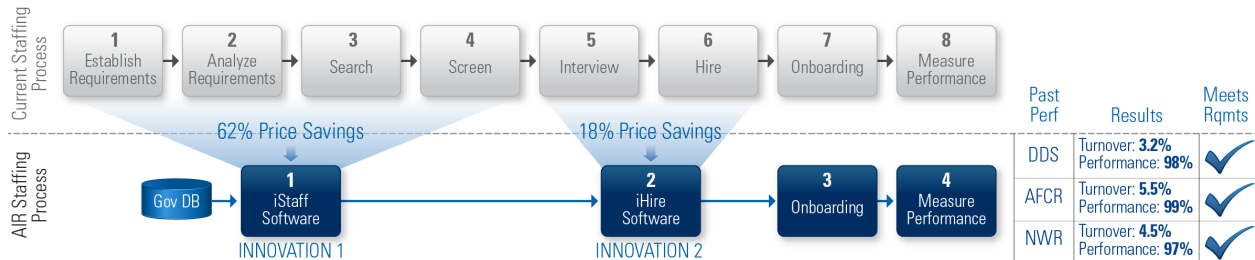 Current Staffing
Process
1
Establish
Requirements
2
Analyze
Requirements
3
Search
4
Screen
5
Interview
6
Hire
7
Onboarding
8
Measure
Performance
62% Price Savings
18% Price Savings
AIR Staffing
Process
Gov DB
1
iStaff
Software
INNOVATION 1
2
iHire
Software
INNOVATION 2
3
Onboarding
4
Measure
Performance
Past
Perf
Results
Meets
Rqmts
DDS
Turnover: 3.2%
Performance: 98%
AFCR
Turnover: 5.5%
Performance: 99%
NWR
Turnover: 4.5%
Performance: 97%